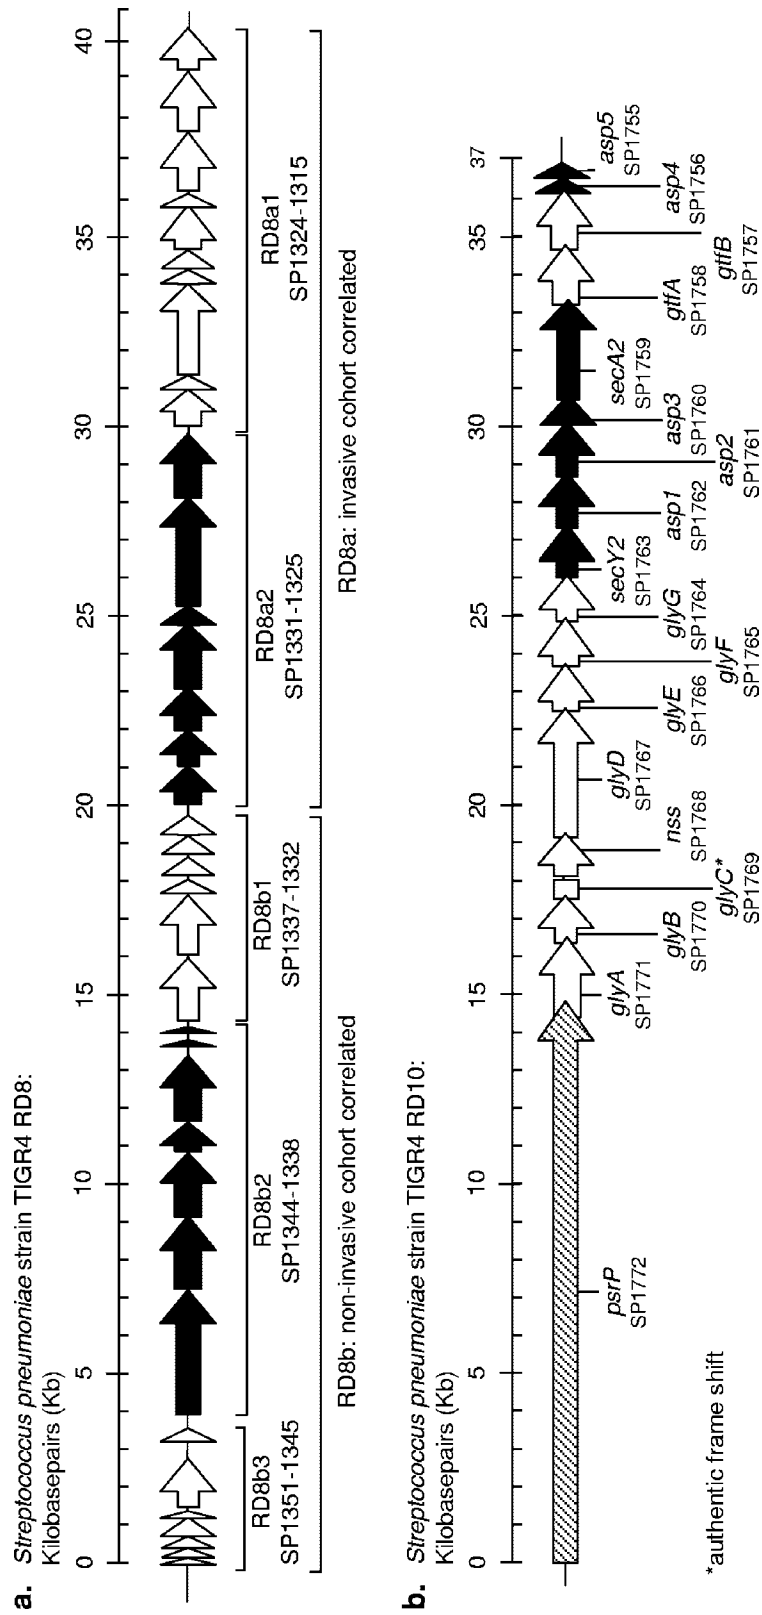 a. Streptococcus pneumoniae strain TIGR4 RD8:
Kilobasepairs (Kb)
0 5 10 15 20 25 30 35 40
RD8b3
SP1351-1345
RD8b2
SP1344-1338
RD8b1
SP1337-1332
RD8a2
SP1331-1325
RD8a1
SP1324-1315
RD8b: non-invasive cohort correlated
RD8a: invasive cohort correlated
b. Streptococcus pneumoniae strain TIGR4 RD10:
Kilobasepairs (Kb)
0 5 10 15 20 25 30 35 37
psrP
SP1772
glyA
SP1771
glyB
SP1770
glyC*
SP1769
nss
SP1768
glyD
SP1767
glyE
SP1766
glyF
SP1765
glyG
SP1764
secY2
SP1763
asp1
SP1762
asp2
SP1761
asp3
SP1760
secA2
SP1759
gtfA
SP1758
gtfB
SP1757
asp4
SP1756
asp5
SP1755
*authentic frame shift